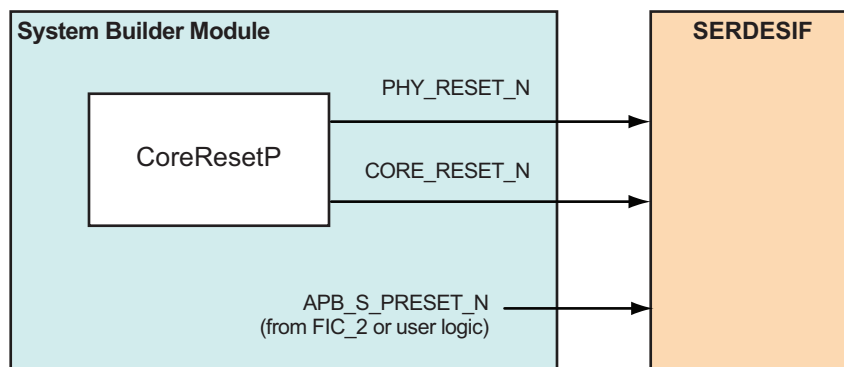 System Builder Module
SERDESIF
PHY_RESET_N
CoreResetP
CORE_RESET_N
APB_S_PRESET_N
(from FIC_2 or user logic)